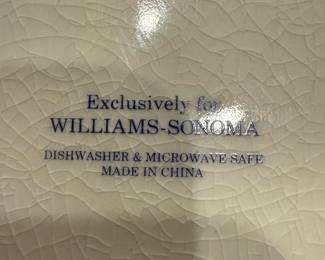 Exclusively for
WILLIAMS-SONOMA
DISHWASHER & MICROWAVE SAFE
MADE IN CHINA